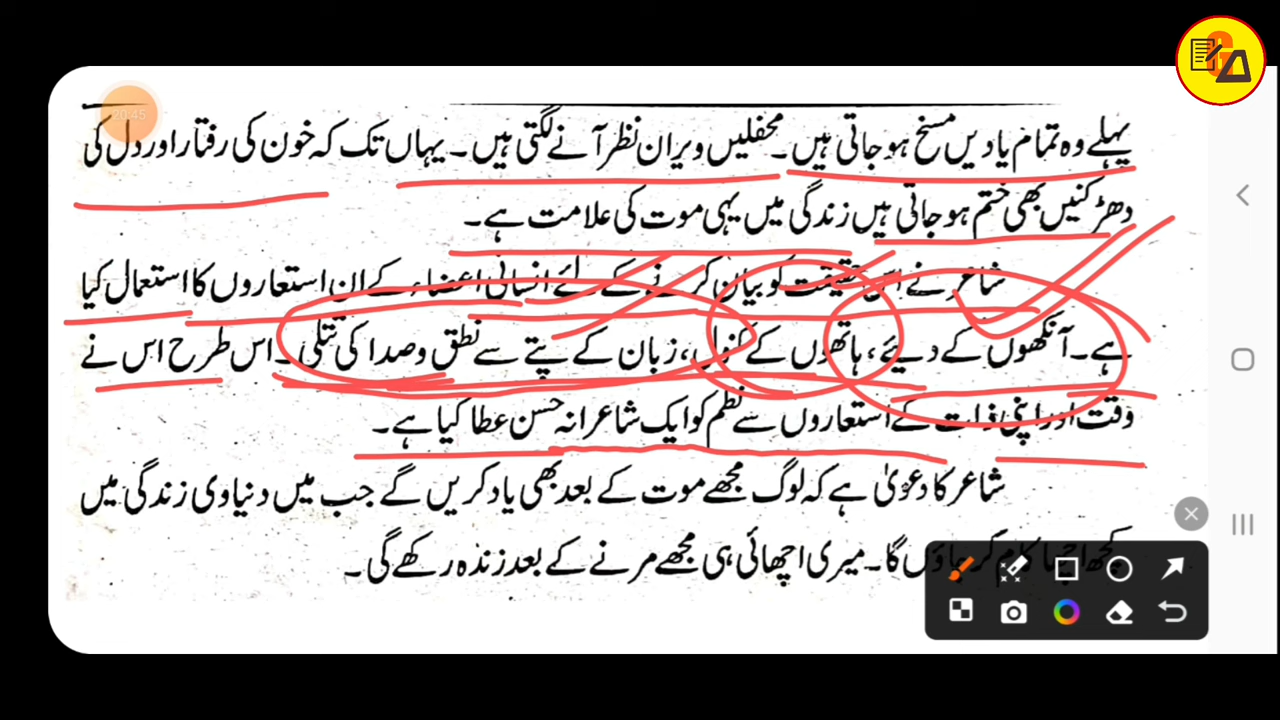 20:45
پہلے وہ تمام یادیں مسخ ہو جاتی ہیں۔ محفلیں ویران نظر آنے لگتی ہیں۔ یہاں تک کہ خون کی رفتار اور دل کی
دھڑکنیں بھی ختم ہو جاتی ہیں زندگی میں یہی موت کی علامت ہے۔
شاعر نے اس حقیقت کو بیان کرنے کے لئے انسانی اعضاء کے ان استعاروں کا استعمال کیا
ہے۔ آنکھوں کے دیئے، ہاتھوں کے کنول، زبان کے پتے سے نطق و صدا کی تتلی۔ اس طرح اس نے
وقت اور اپنی ذات کے استعاروں سے نظم کو ایک شاعرانہ حسن عطا کیا ہے۔
شاعر کا دعویٰ ہے کہ لوگ مجھے موت کے بعد بھی یاد کریں گے جب میں دنیاوی زندگی میں
کچھ اچھا کام کر جاؤں گا۔ میری اچھائی ہی مجھے مرنے کے بعد زندہ رکھے گی۔